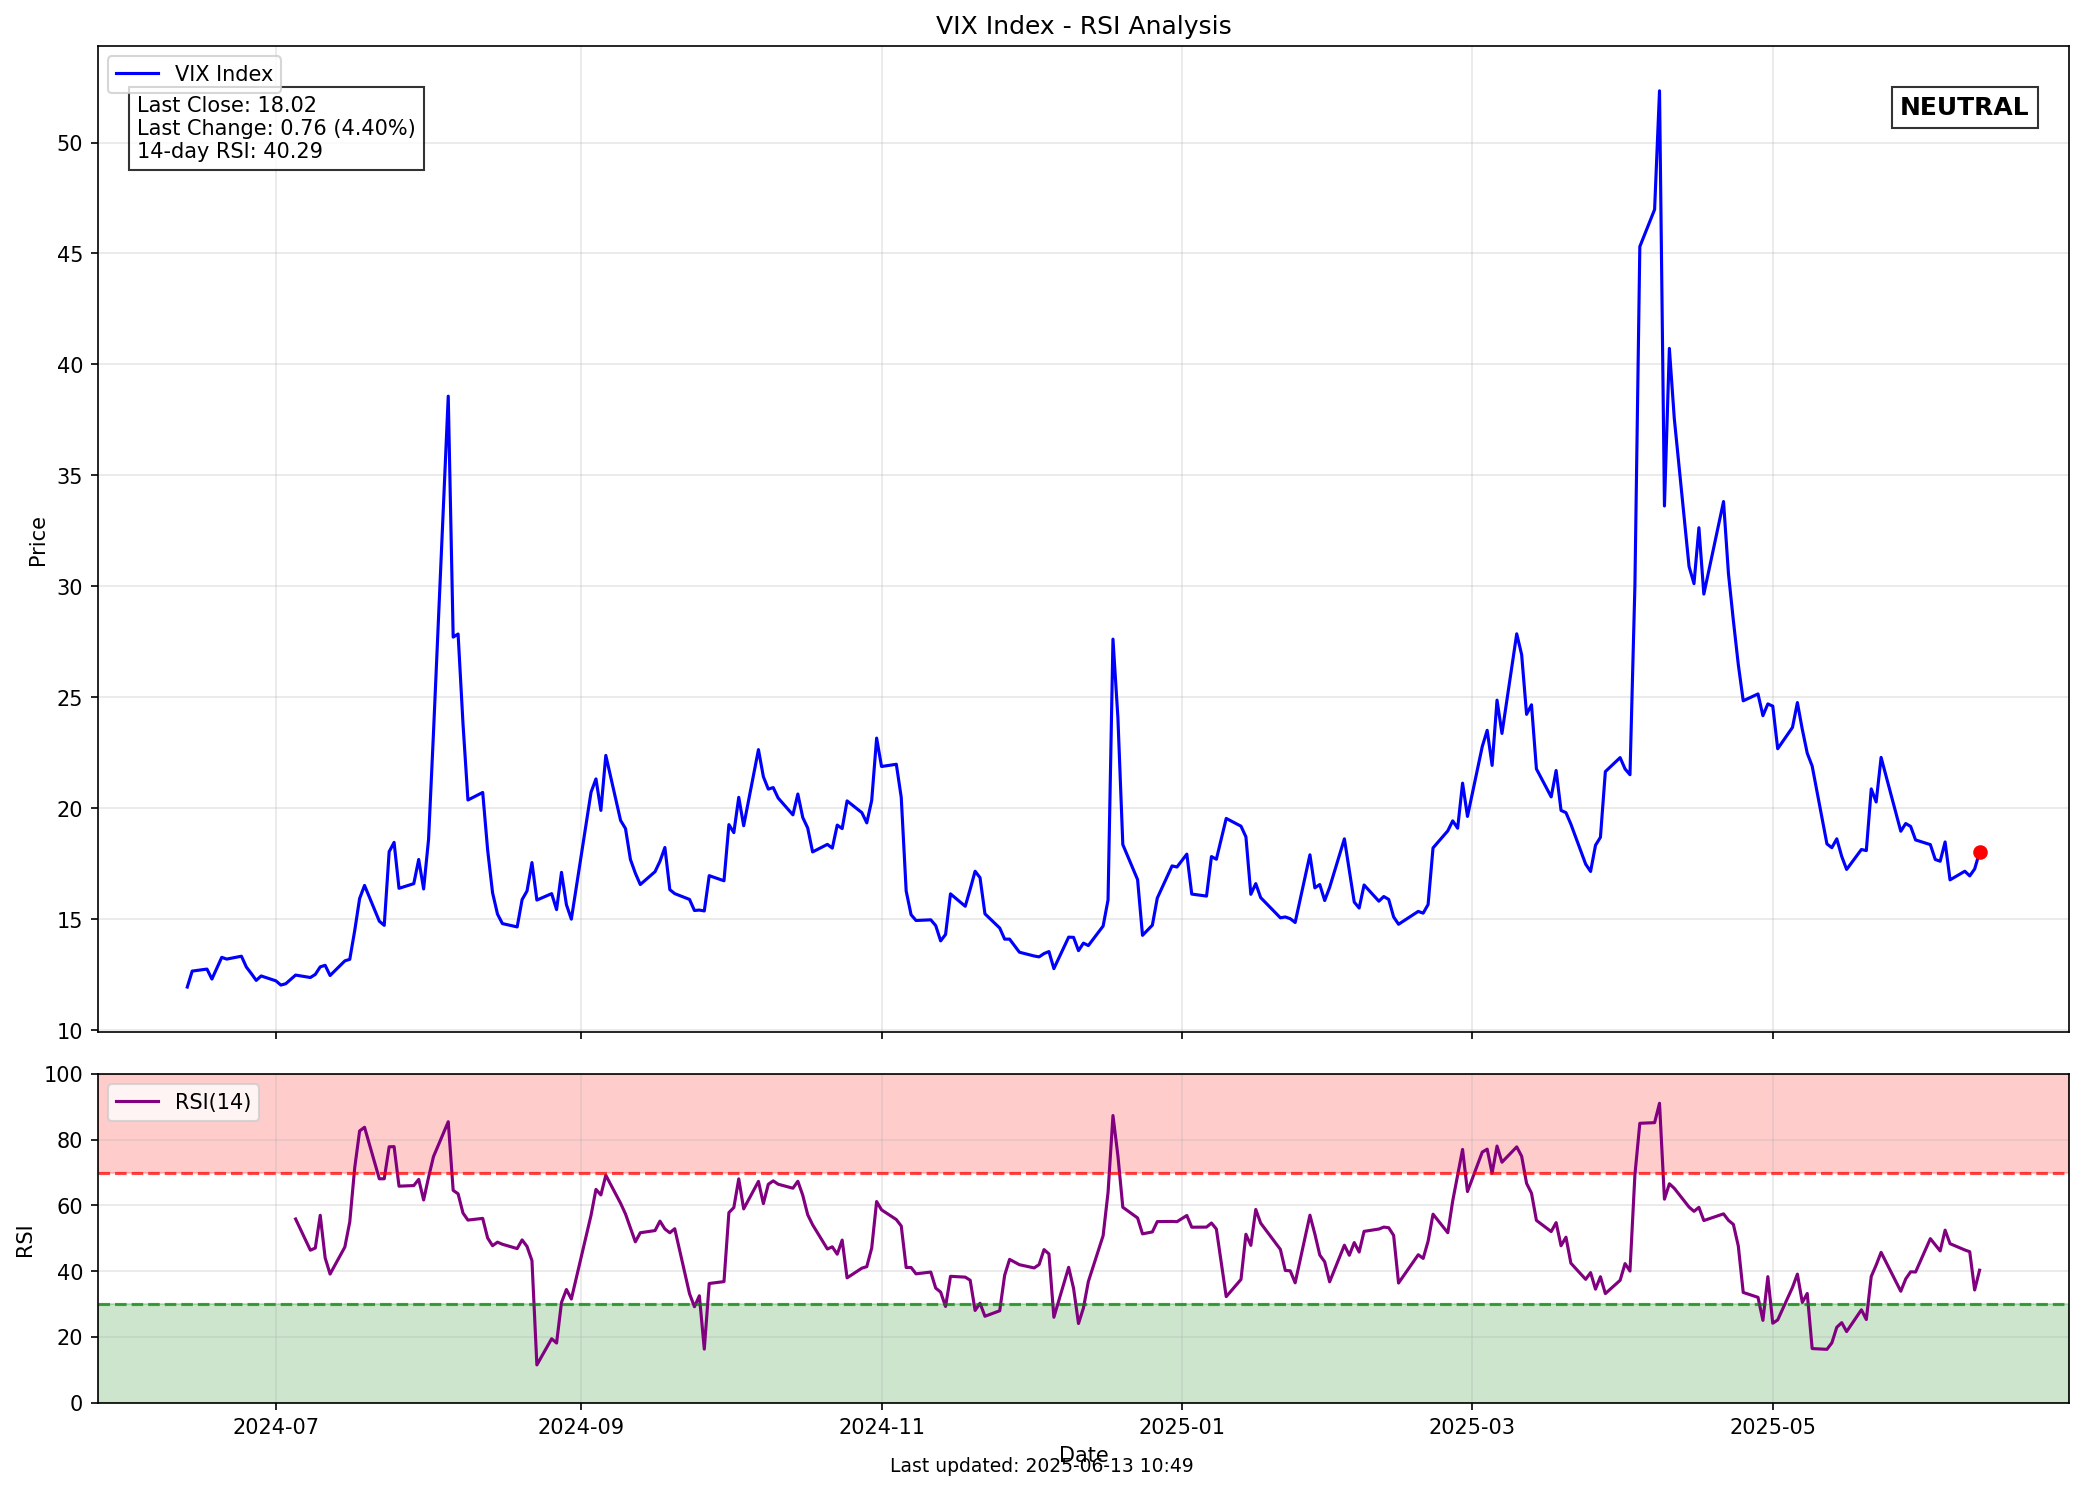 VIX Index - RSI Analysis
VIX Index
Last Close: 18.02
Last Change: 0.76 (4.40%)
14-day RSI: 40.29
NEUTRAL
Price
50
45
40
35
30
25
20
15
10
RSI(14)
RSI
100
80
60
40
20
0
2024-07
2024-09
2024-11
2025-01
2025-03
2025-05
Date
Last updated: 2025-06-13 10:49